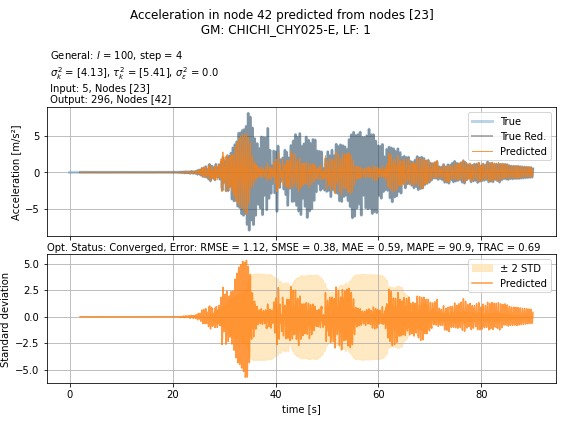 Acceleration in node 42 predicted from nodes [23]
GM: CHICHI_CHY025-E, LF: 1
General: l = 100, step = 4
σ²ₖ = [4.13], τ²ₖ = [5.41], σ²ε = 0.0
Input: 5, Nodes [23]
Output: 296, Nodes [42]
Acceleration [m/s²]
5
0
−5
True
True Red.
Predicted
Opt. Status: Converged, Error: RMSE = 1.12, SMSE = 0.38, MAE = 0.59, MAPE = 90.9, TRAC = 0.69
Standard deviation
5.0
2.5
0.0
−2.5
−5.0
± 2 STD
Predicted
0 20 40 60 80
time [s]